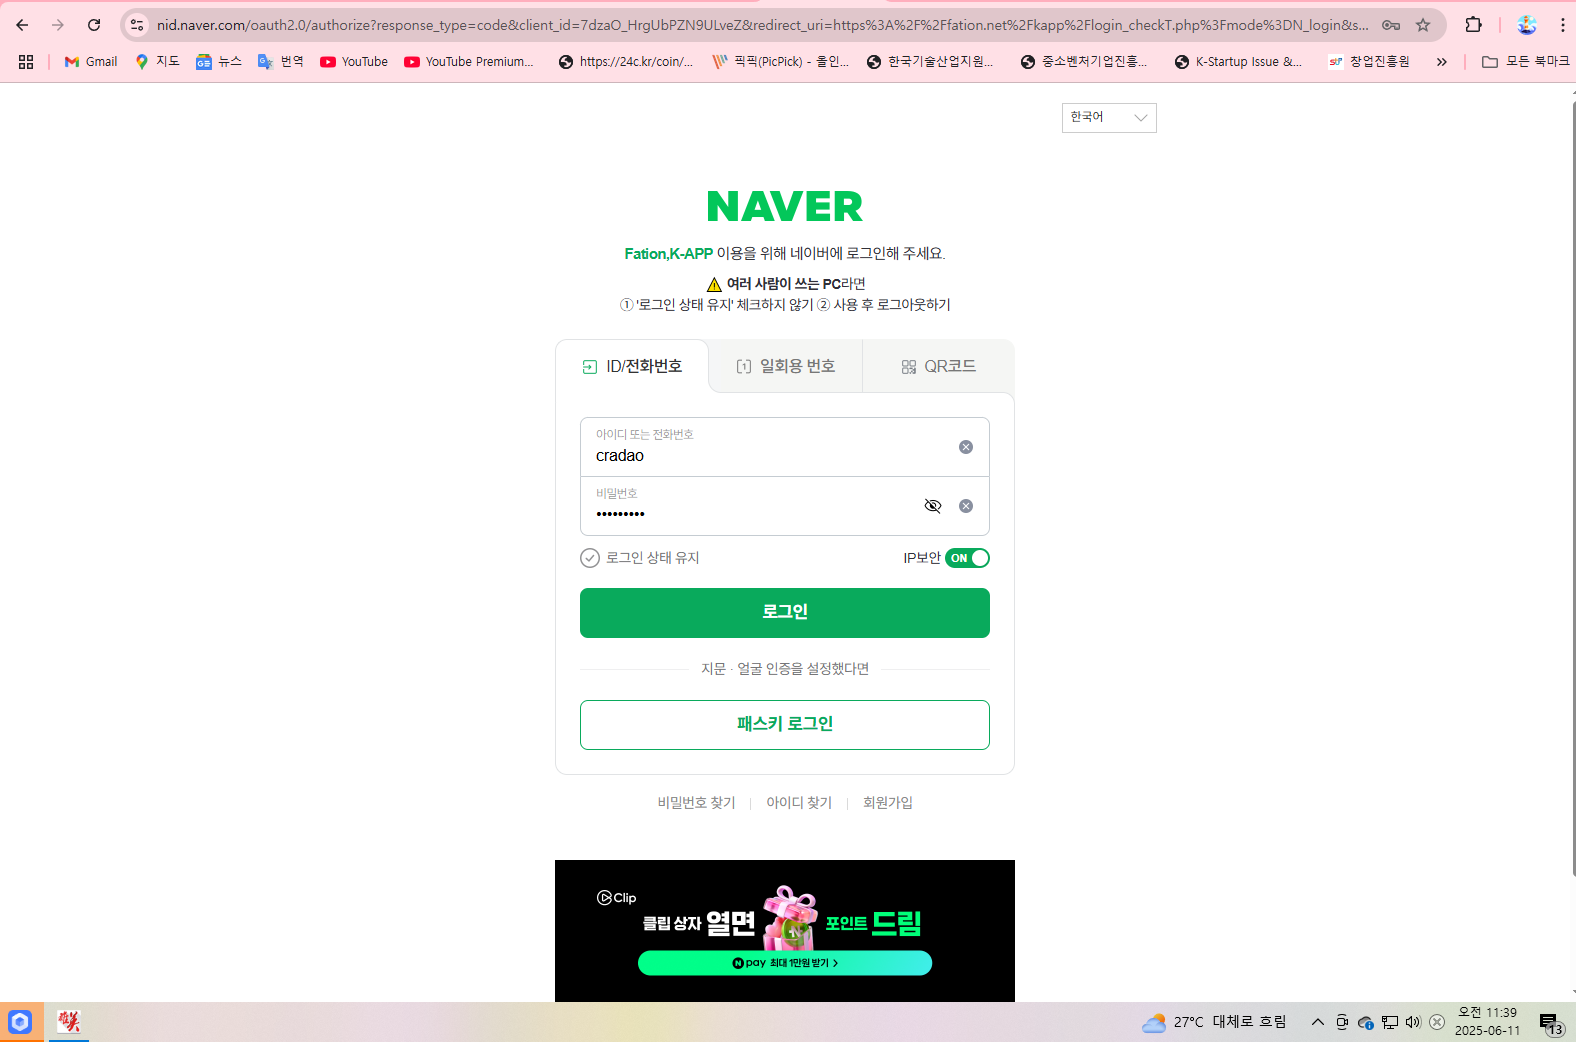 nid.naver.com/oauth2.0/authorize?response_type=code&client_id=7dzaO_HrgUbPZN9ULveZ&redirect_uri=https%3A%2F%2Ffation.net%2Fkapp%2Flogin_checkT.php%3Fmode%3DN_login&s...
Gmail 지도 뉴스 번역 YouTube YouTube Premium... https://24c.kr/coin/... 픽픽(PicPick) - 올인... 한국기술산업지원... 중소벤처기업진흥... K-Startup Issue &... 창업진흥원 » 모든 북마크
한국어
NAVER
Fation,K-APP 이용을 위해 네이버에 로그인해 주세요.
여러 사람이 쓰는 PC라면
① '로그인 상태 유지' 체크하지 않기 ② 사용 후 로그아웃하기
ID/전화번호 일회용 번호 QR코드
아이디 또는 전화번호
cradao
비밀번호
•••••••••
로그인 상태 유지 IP보안 ON
로그인
지문 · 얼굴 인증을 설정했다면
패스키 로그인
비밀번호 찾기 아이디 찾기 회원가입
Clip
클립 상자 열면 포인트 드림
N pay 최대 1만원 받기 >
27°C 대체로 흐림 오전 11:39
2025-06-11 13